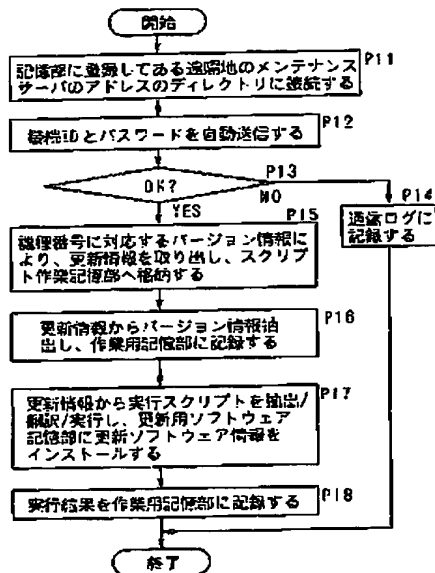 開始
P11
記憶部に登録してある遠隔地のメンテナンス
サーバのアドレスのディレクトリに接続する
P12
接続IDとパスワードを自動送信する
P13
OK?
NO
YES
P14
通信ログに
記録する
P15
機種番号に対応するバージョン情報に
より、更新情報を取り出し、スクリプ
ト作業記憶部へ格納する
P16
更新情報からバージョン情報抽
出し、作業用記憶部に記録する
P17
更新情報から実行スクリプトを抽出/
翻訳/実行し、更新用ソフトウェア
記憶部に更新ソフトウェア情報を
インストールする
P18
実行結果を作業用記憶部に記録する
終了